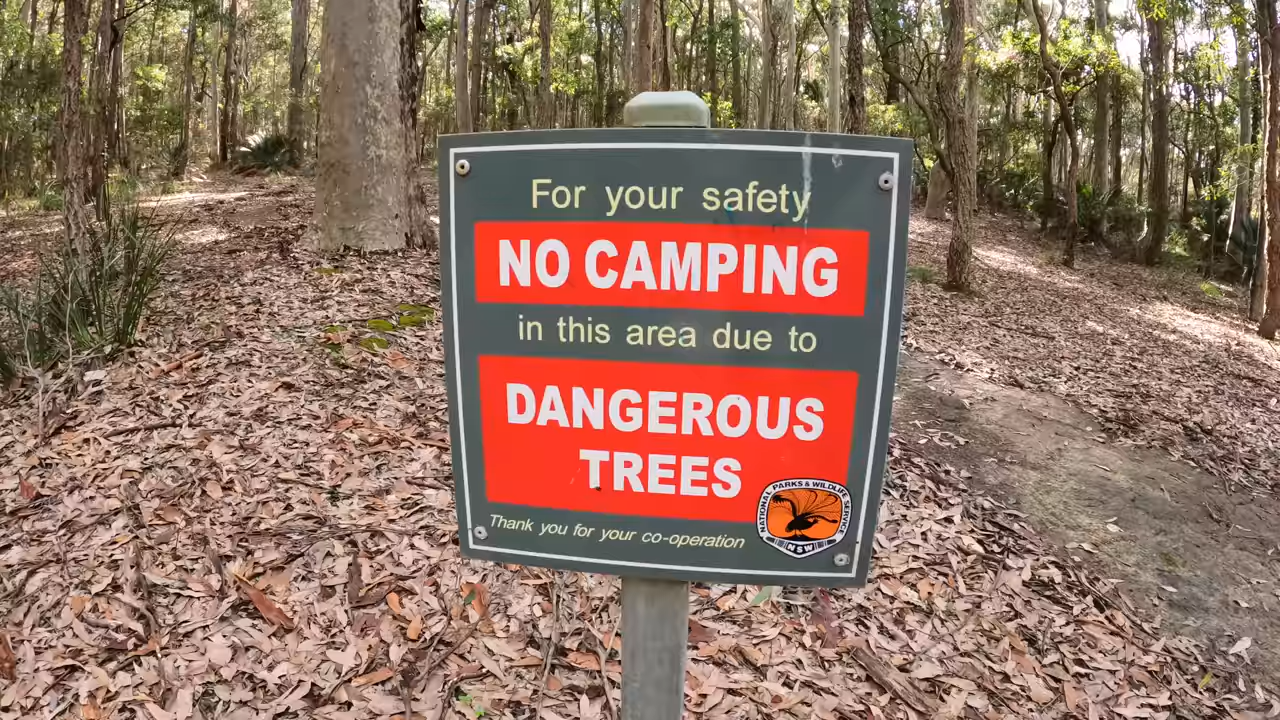 For your safety
NO CAMPING
in this area due to
DANGEROUS
TREES
Thank you for your co-operation
NATIONAL PARKS & WILDLIFE SERVICE
NSW